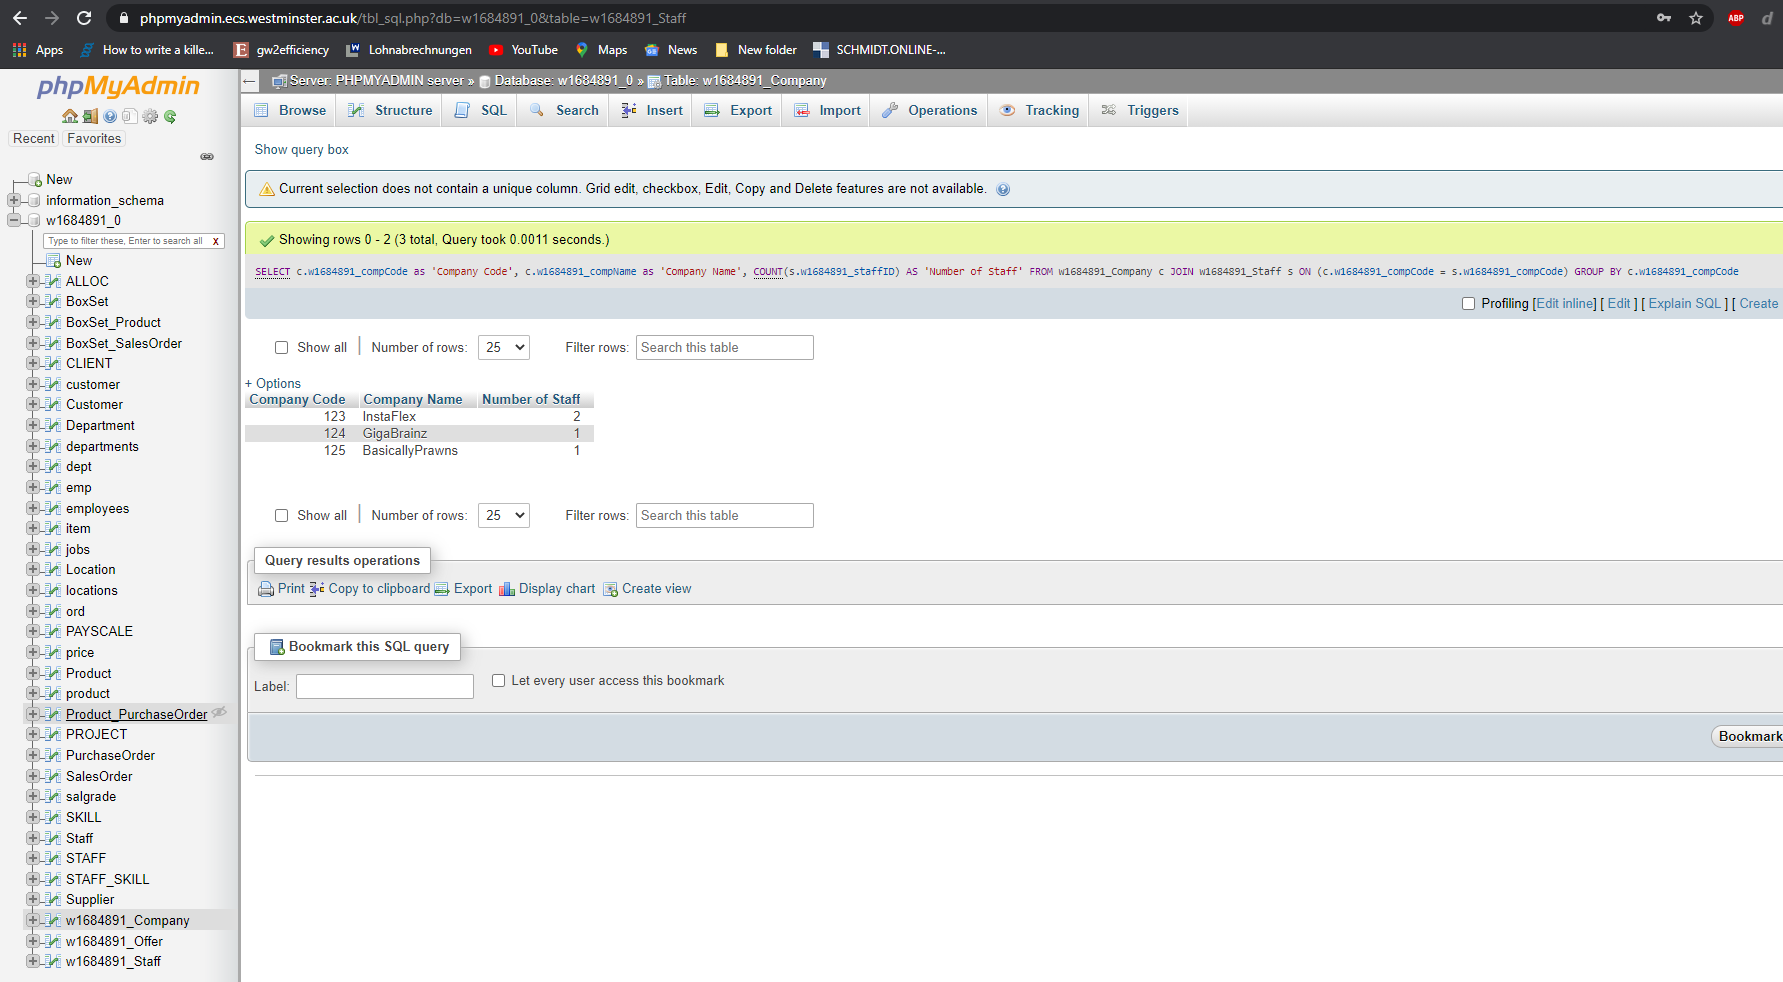 phpmyadmin.ecs.westminster.ac.uk/tbl_sql.php?db=w1684891_0&table=w1684891_Staff
ABP
d
Apps
How to write a kille...
gw2efficiency
Lohnabrechnungen
YouTube
Maps
News
New folder
SCHMIDT.ONLINE-...
phpMyAdmin
Recent
Favorites
New
information_schema
w1684891_0
Type to filter these, Enter to search all X
New
ALLOC
BoxSet
BoxSet_Product
BoxSet_SalesOrder
CLIENT
customer
Customer
Department
departments
dept
emp
employees
item
jobs
Location
locations
ord
PAYSCALE
price
Product
product
Product_PurchaseOrder
PROJECT
PurchaseOrder
SalesOrder
salgrade
SKILL
Staff
STAFF
STAFF_SKILL
Supplier
w1684891_Company
w1684891_Offer
w1684891_Staff
Server: PHPMYADMIN server » Database: w1684891_0 » Table: w1684891_Company
Browse Structure SQL Search Insert Export Import Operations Tracking Triggers
Show query box
Current selection does not contain a unique column. Grid edit, checkbox, Edit, Copy and Delete features are not available.
Showing rows 0 - 2 (3 total, Query took 0.0011 seconds.)
SELECT c.w1684891_compCode as 'Company Code', c.w1684891_compName as 'Company Name', COUNT(s.w1684891_staffID) AS 'Number of Staff' FROM w1684891_Company c JOIN w1684891_Staff s ON (c.w1684891_compCode = s.w1684891_compCode) GROUP BY c.w1684891_compCode
Profiling [Edit inline] [ Edit ] [ Explain SQL ] [ Create
Show all | Number of rows: 25 Filter rows: Search this table
+ Options
Company Code Company Name Number of Staff
123 InstaFlex 2
124 GigaBrainz 1
125 BasicallyPrawns 1
Show all | Number of rows: 25 Filter rows: Search this table
Query results operations
Print Copy to clipboard Export Display chart Create view
Bookmark this SQL query
Label: Let every user access this bookmark
Bookmark